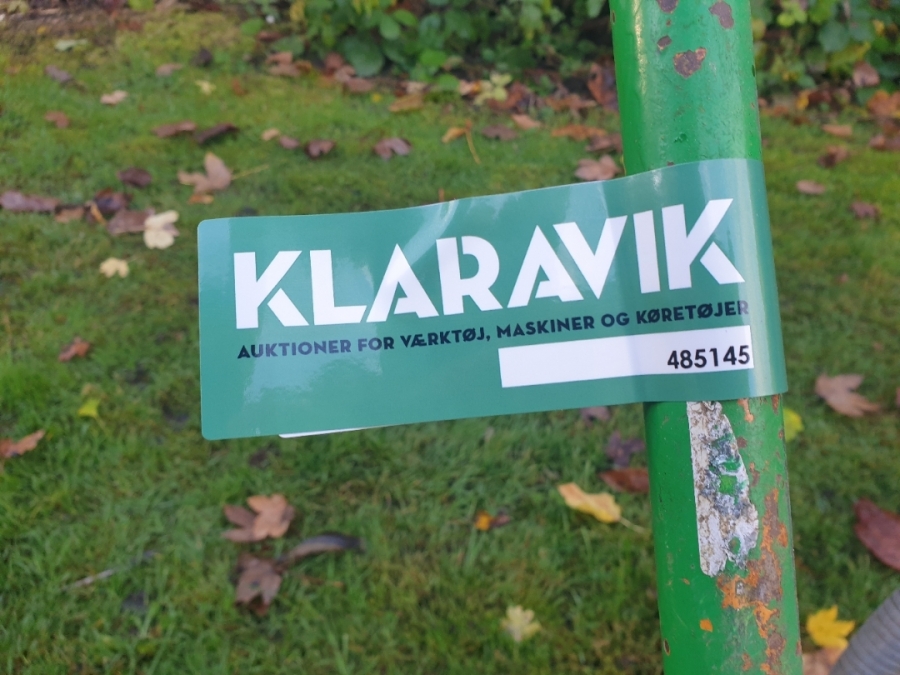 KLARAVIK
AUKTIONER FOR VÆRKTØJ, MASKINER OG KØRETØJER
485145